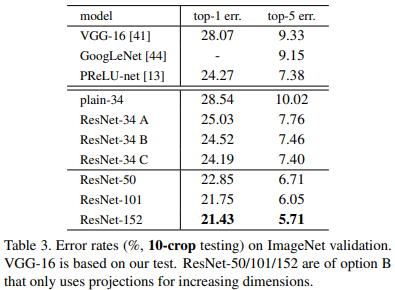 model top-1 err. top-5 err.
VGG-16 [41] 28.07 9.33
GoogLeNet [44] - 9.15
PReLU-net [13] 24.27 7.38
plain-34 28.54 10.02
ResNet-34 A 25.03 7.76
ResNet-34 B 24.52 7.46
ResNet-34 C 24.19 7.40
ResNet-50 22.85 6.71
ResNet-101 21.75 6.05
ResNet-152 21.43 5.71
Table 3. Error rates (%, 10-crop testing) on ImageNet validation.
VGG-16 is based on our test. ResNet-50/101/152 are of option B
that only uses projections for increasing dimensions.